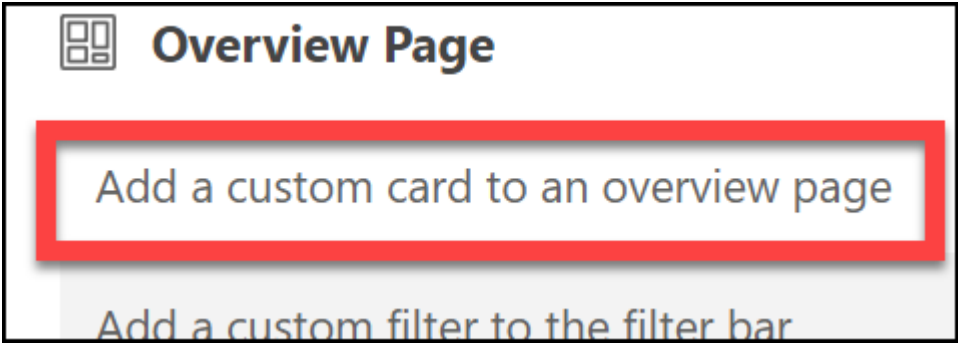 Overview Page
Add a custom card to an overview page
Add a custom filter to the filter bar